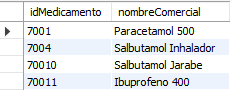 idMedicamento nombreComercial
7001 Paracetamol 500
7004 Salbutamol Inhalador
70010 Salbutamol Jarabe
70011 Ibuprofeno 400